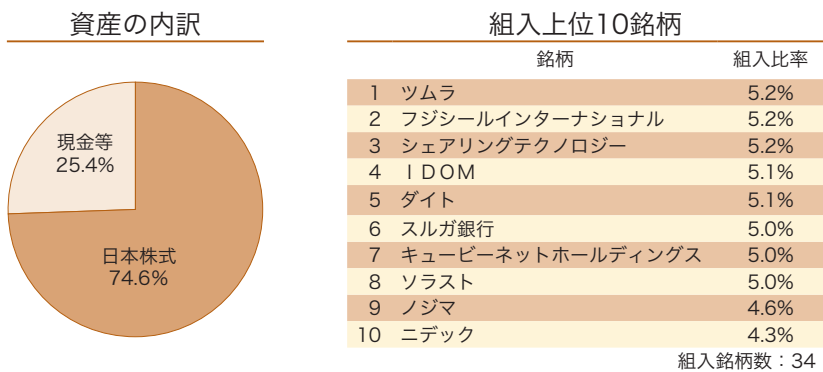 資産の内訳
現金等
25.4%
日本株式
74.6%
組入上位10銘柄
銘柄 組入比率
1 ツムラ 5.2%
2 フジシールインターナショナル 5.2%
3 シェアリングテクノロジー 5.2%
4 ＩＤＯＭ 5.1%
5 ダイト 5.1%
6 スルガ銀行 5.0%
7 キュービーネットホールディングス 5.0%
8 ソラスト 5.0%
9 ノジマ 4.6%
10 ニデック 4.3%
組入銘柄数：34